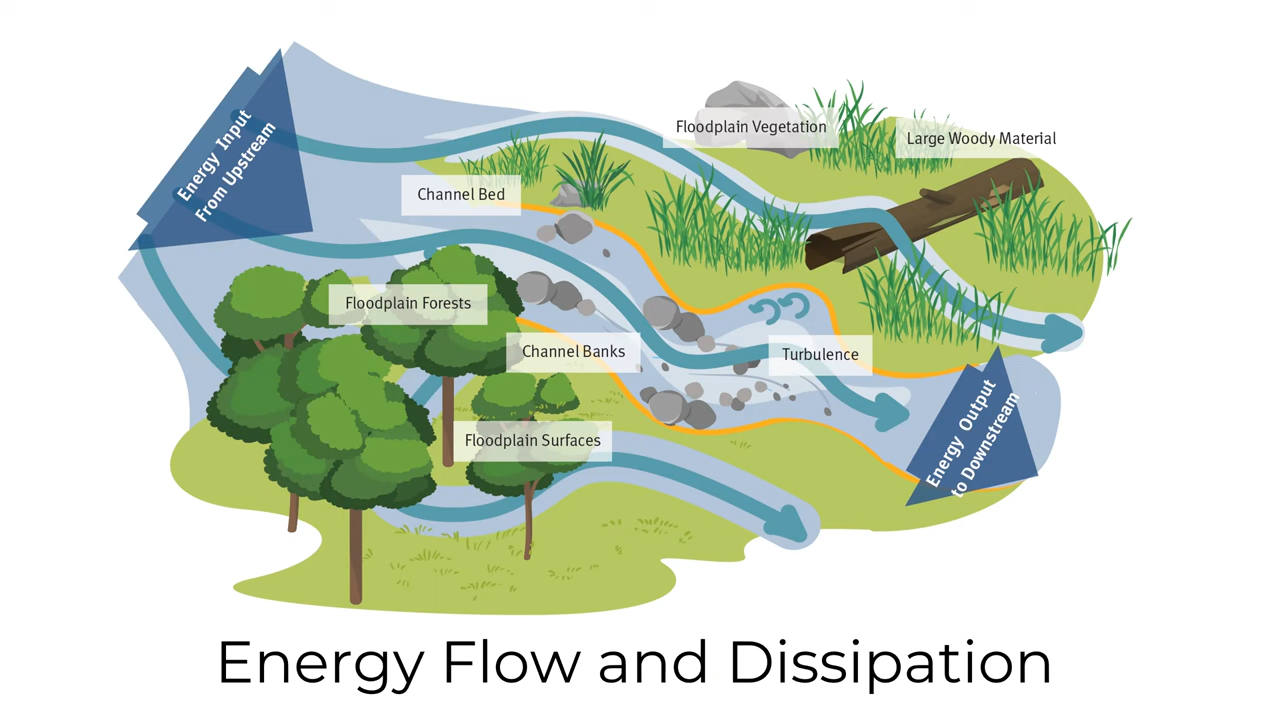 Energy Input
From Upstream
Floodplain Vegetation
Large Woody Material
Channel Bed
Floodplain Forests
Channel Banks
Turbulence
Floodplain Surfaces
Energy Output
to Downstream
Energy Flow and Dissipation